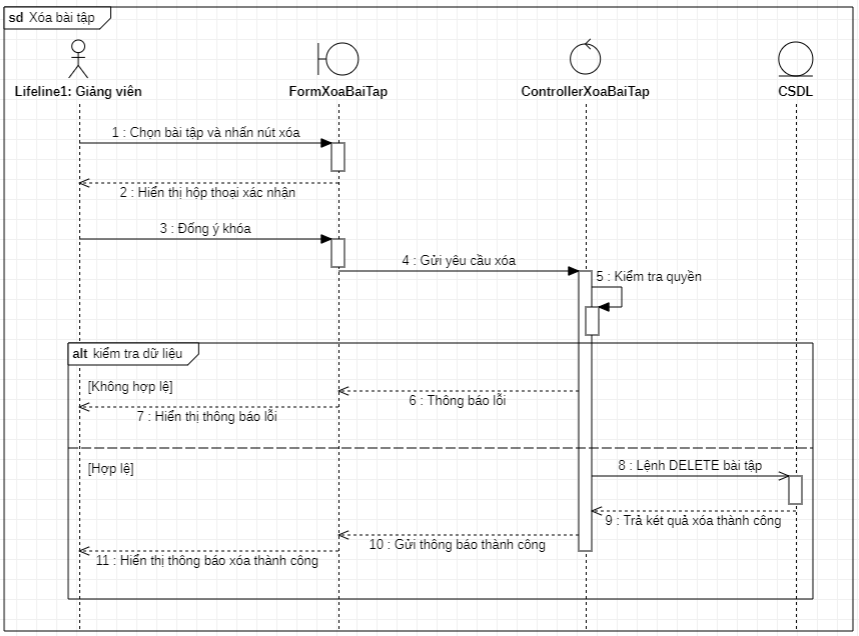 sd Xóa bài tập
Lifeline1: Giảng viên
FormXoaBaiTap
ControllerXoaBaiTap
CSDL
1 : Chọn bài tập và nhấn nút xóa
2 : Hiển thị hộp thoại xác nhận
3 : Đống ý khóa
4 : Gửi yêu cầu xóa
5 : Kiểm tra quyền
alt kiểm tra dữ liệu
[Không hợp lệ]
6 : Thông báo lỗi
7 : Hiển thị thông báo lỗi
[Hợp lệ]
8 : Lệnh DELETE bài tập
9 : Trả két quả xóa thành công
10 : Gửi thông báo thành công
11 : Hiển thị thông báo xóa thành công